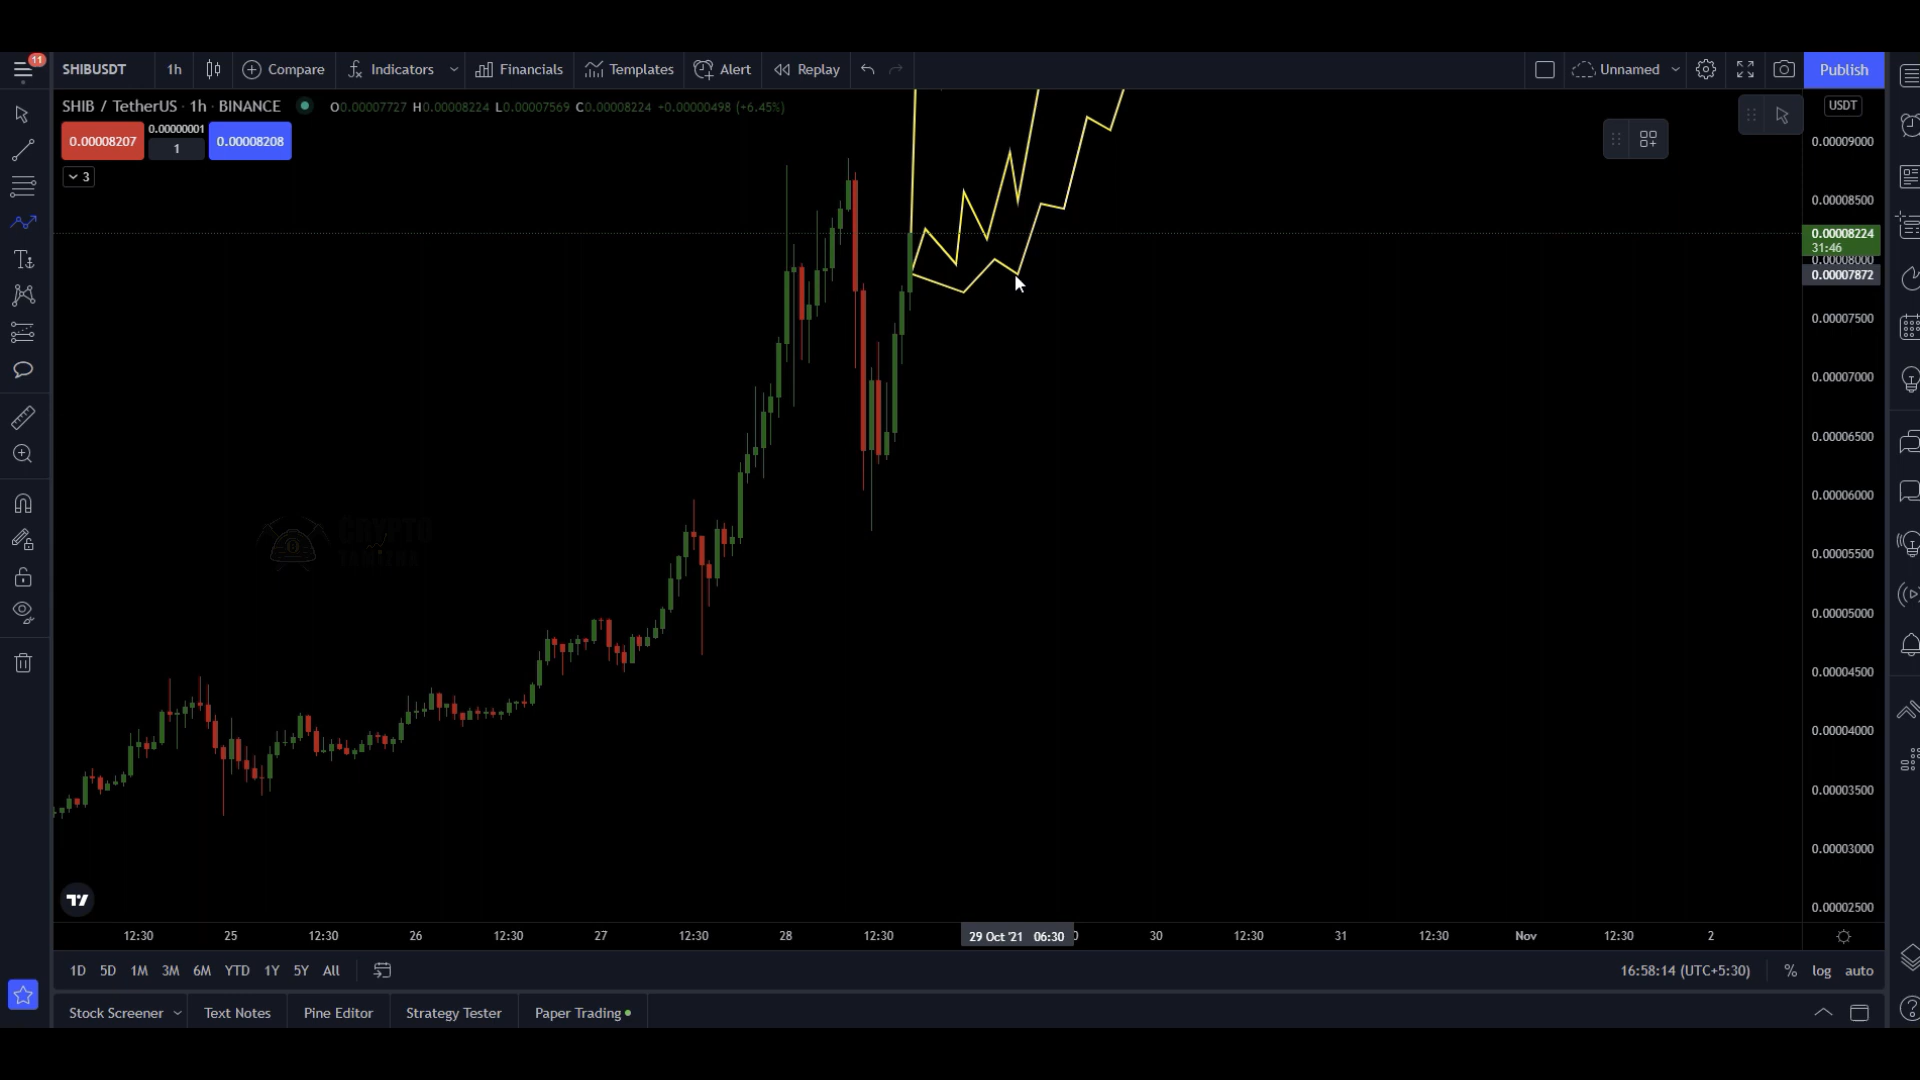 11
SHIBUSDT 1h Compare Indicators Financials Templates Alert Replay Unnamed Publish
SHIB / TetherUS · 1h · BINANCE O0.00007727 H0.00008224 L0.00007569 C0.00008224 +0.00000498 (+6.45%) USDT
0.00008207 0.00000001 1 0.00008208
3
0.00009000
0.00008500
0.00008224
31:46
0.00008000
0.00007872
0.00007500
0.00007000
0.00006500
0.00006000
0.00005500
0.00005000
0.00004500
0.00004000
0.00003500
0.00003000
0.00002500
CRYPTO
12:30 25 12:30 26 12:30 27 12:30 28 12:30 29 Oct '21 06:30 30 12:30 31 12:30 Nov 12:30 2
1D 5D 1M 3M 6M YTD 1Y 5Y All 16:58:14 (UTC+5:30) % log auto
Stock Screener Text Notes Pine Editor Strategy Tester Paper Trading